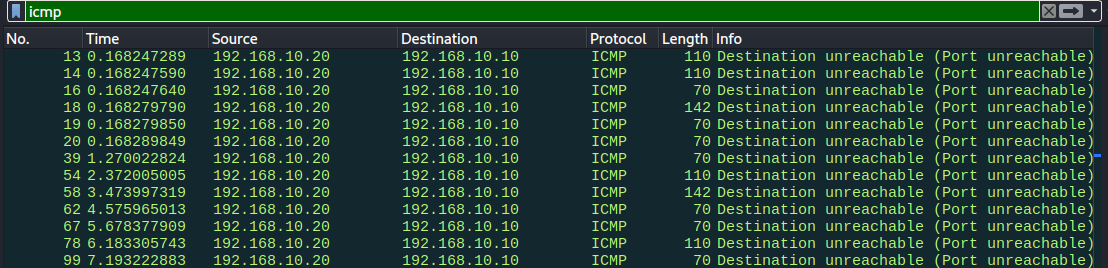 icmp
No. Time Source Destination Protocol Length Info
13 0.168247289 192.168.10.20 192.168.10.10 ICMP 110 Destination unreachable (Port unreachable)
14 0.168247590 192.168.10.20 192.168.10.10 ICMP 110 Destination unreachable (Port unreachable)
16 0.168247640 192.168.10.20 192.168.10.10 ICMP 70 Destination unreachable (Port unreachable)
18 0.168279790 192.168.10.20 192.168.10.10 ICMP 142 Destination unreachable (Port unreachable)
19 0.168279850 192.168.10.20 192.168.10.10 ICMP 70 Destination unreachable (Port unreachable)
20 0.168289849 192.168.10.20 192.168.10.10 ICMP 70 Destination unreachable (Port unreachable)
39 1.270022824 192.168.10.20 192.168.10.10 ICMP 70 Destination unreachable (Port unreachable)
54 2.372005005 192.168.10.20 192.168.10.10 ICMP 110 Destination unreachable (Port unreachable)
58 3.473997319 192.168.10.20 192.168.10.10 ICMP 142 Destination unreachable (Port unreachable)
62 4.575965013 192.168.10.20 192.168.10.10 ICMP 70 Destination unreachable (Port unreachable)
67 5.678377909 192.168.10.20 192.168.10.10 ICMP 70 Destination unreachable (Port unreachable)
78 6.183305743 192.168.10.20 192.168.10.10 ICMP 110 Destination unreachable (Port unreachable)
99 7.193222883 192.168.10.20 192.168.10.10 ICMP 70 Destination unreachable (Port unreachable)